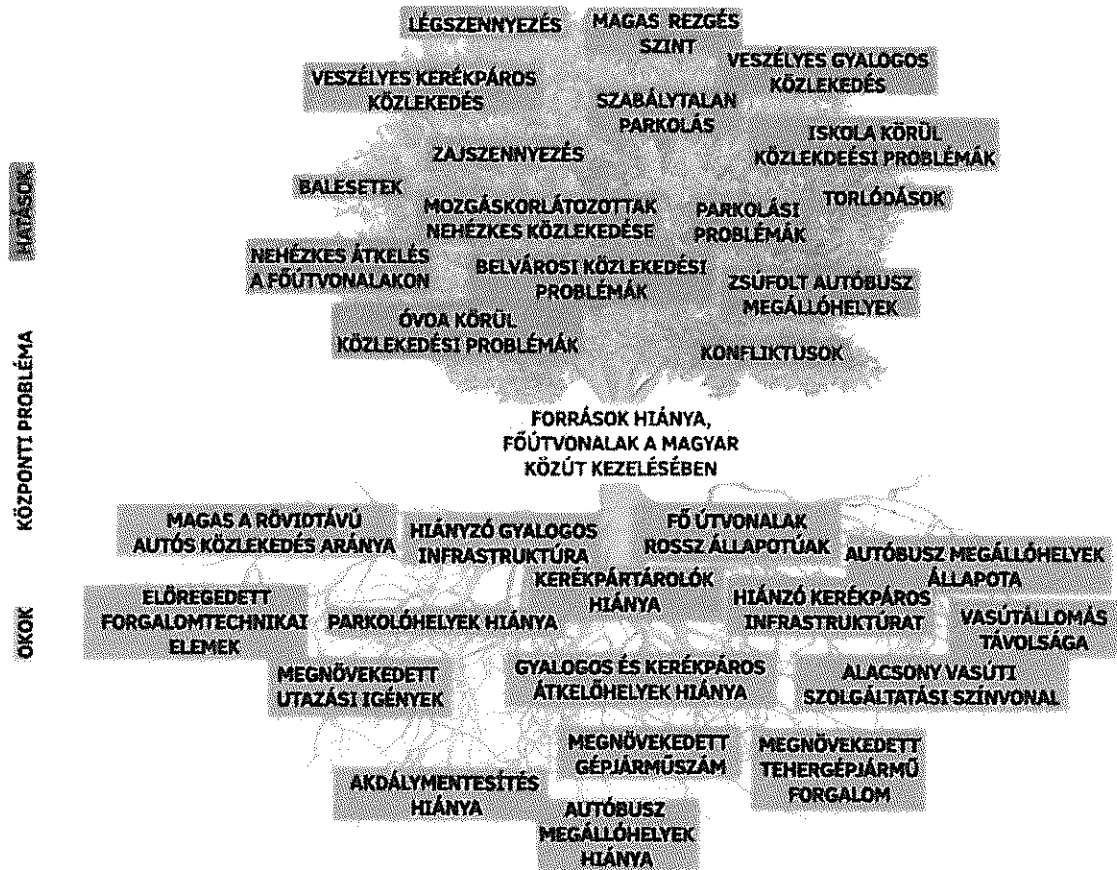 LÉGSZENNYEZÉS
MAGAS REZGÉS
SZINT
VESZÉLYES GYALOGOS
KÖZLEKEDÉS
VESZÉLYES KERÉKPÁROS
KÖZLEKEDÉS
SZABÁLYTALAN
PARKOLÁS
ISKOLA KÖRÜL
KÖZLEKDEÉSI PROBLÉMÁK
ZAJSZENNYEZÉS
BALESETEK
TORLÓDÁSOK
MOZGÁSKORLÁTOZOTTAK
NEHÉZKES KÖZLEKEDÉSE
PARKOLÁSI
PROBLÉMÁK
HATÁSOK
NEHÉZKES ÁTKELÉS
A FŐÚTVONALAKON
BELVÁROSI KÖZLEKEDÉSI
PROBLÉMÁK
ZSÚFOLT AUTÓBUSZ
MEGÁLLÓHELYEK
ÓVOA KÖRÜL
KÖZLEKEDÉSI PROBLÉMÁK
KONFLIKTUSOK
KÖZPONTI PROBLÉMA
FORRÁSOK HIÁNYA,
FŐÚTVONALAK A MAGYAR
KÖZÚT KEZELÉSÉBEN
OKOK
MAGAS A RÖVIDTÁVÚ
AUTÓS KÖZLEKEDÉS ARÁNYA
HIÁNYZÓ GYALOGOS
INFRASTRUKTÚRA
FŐ ÚTVONALAK
ROSSZ ÁLLAPOTÚAK
AUTÓBUSZ MEGÁLLÓHELYEK
ÁLLAPOTA
ELÖREGEDETT
FORGALOMTECHNIKAI
ELEMEK
PARKOLÓHELYEK HIÁNYA
KERÉKPÁRTÁROLÓK
HIÁNYA
HIÁNZÓ KERÉKPÁROS
INFRASTRUKTÚRAT
VASÚTÁLLOMÁS
TÁVOLSÁGA
MEGNÖVEKEDETT
UTAZÁSI IGÉNYEK
GYALOGOS ÉS KERÉKPÁROS
ÁTKELŐHELYEK HIÁNYA
ALACSONY VASÚTI
SZOLGÁLTATÁSI SZÍNVONAL
MEGNÖVEKEDETT
GÉPJÁRMŰSZÁM
MEGNÖVEKEDETT
TEHERGÉPJÁRMŰ
FORGALOM
AKDÁLYMENTESÍTÉS
HIÁNYA
AUTÓBUSZ
MEGÁLLÓHELYEK
HIÁNYA